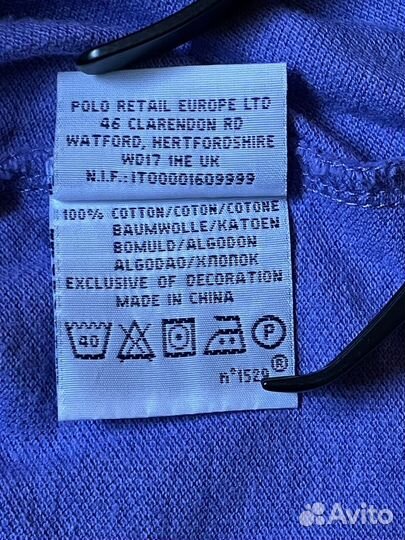 POLO RETAIL EUROPE LTD
46 CLARENDON RD
WATFORD, HERTFORDSHIRE
WD17 1HE UK
N.I.F.: IT00001609999
100% COTTON/COTON/COTONE
BAUMWOLLE/KATOEN
BOMULD/ALGODON
ALGODAO/ХЛОПОК
EXCLUSIVE OF DECORATION
MADE IN CHINA
40 P
n°1529 ®
Avito